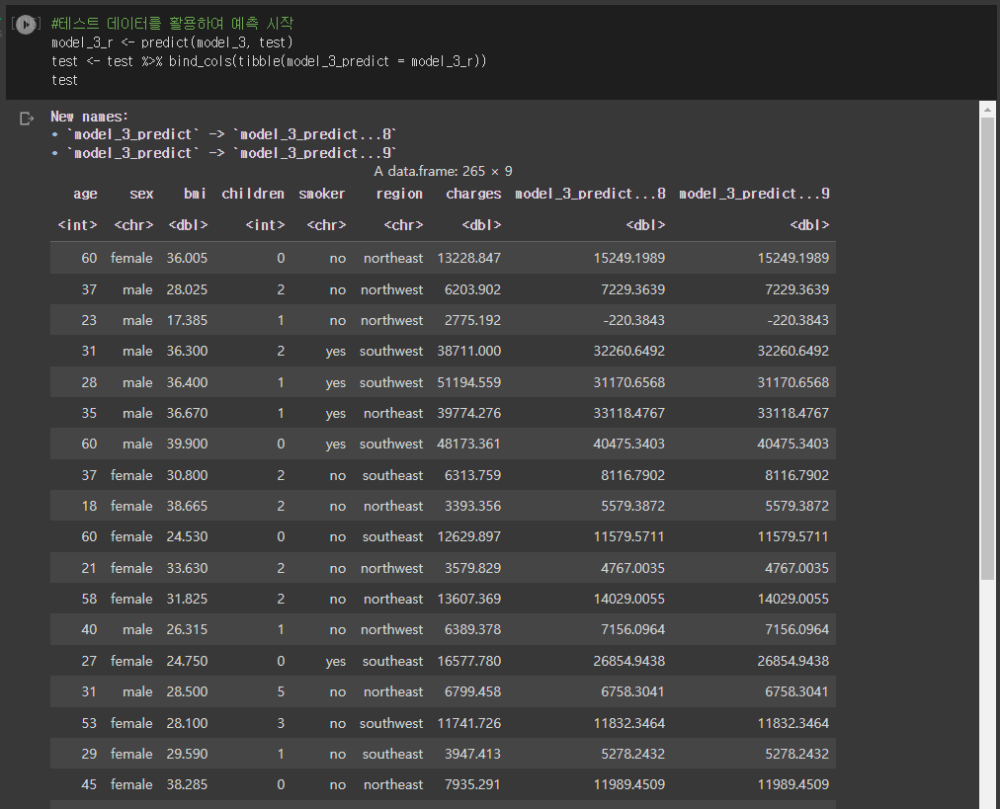 #테스트 데이터를 활용하여 예측 시작
model_3_r <- predict(model_3, test)
test <- test %>% bind_cols(tibble(model_3_predict = model_3_r))
test
New names:
• `model_3_predict` -> `model_3_predict...8`
• `model_3_predict` -> `model_3_predict...9`
A data.frame: 265 × 9
age sex bmi children smoker region charges model_3_predict...8 model_3_predict...9
<int> <chr> <dbl> <int> <chr> <chr> <dbl> <dbl> <dbl>
60 female 36.005 0 no northeast 13228.847 15249.1989 15249.1989
37 male 28.025 2 no northwest 6203.902 7229.3639 7229.3639
23 male 17.385 1 no northwest 2775.192 -220.3843 -220.3843
31 male 36.300 2 yes southwest 38711.000 32260.6492 32260.6492
28 male 36.400 1 yes southwest 51194.559 31170.6568 31170.6568
35 male 36.670 1 yes northeast 39774.276 33118.4767 33118.4767
60 male 39.900 0 yes southwest 48173.361 40475.3403 40475.3403
37 female 30.800 2 no southeast 6313.759 8116.7902 8116.7902
18 female 38.665 2 no northeast 3393.356 5579.3872 5579.3872
60 female 24.530 0 no southeast 12629.897 11579.5711 11579.5711
21 female 33.630 2 no northwest 3579.829 4767.0035 4767.0035
58 female 31.825 2 no northeast 13607.369 14029.0055 14029.0055
40 male 26.315 1 no northwest 6389.378 7156.0964 7156.0964
27 female 24.750 0 yes southeast 16577.780 26854.9438 26854.9438
31 male 28.500 5 no northeast 6799.458 6758.3041 6758.3041
53 female 28.100 3 no southwest 11741.726 11832.3464 11832.3464
29 female 29.590 1 no southeast 3947.413 5278.2432 5278.2432
45 female 38.285 0 no northeast 7935.291 11989.4509 11989.4509